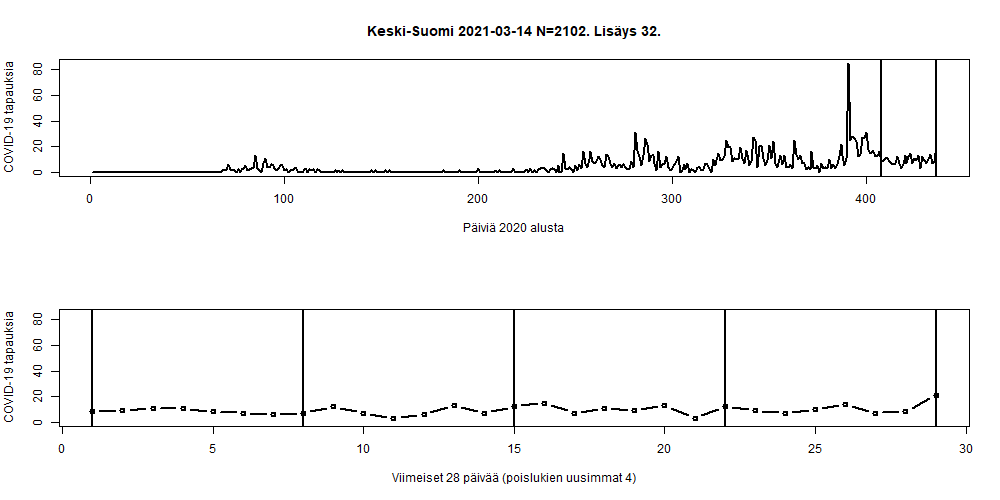 Keski-Suomi 2021-03-14 N=2102. Lisäys 32.
COVID-19 tapauksia
0 20 40 60 80
0 100 200 300 400
Päiviä 2020 alusta
COVID-19 tapauksia
0 20 40 60 80
0 5 10 15 20 25 30
Viimeiset 28 päivää (poislukien uusimmat 4)